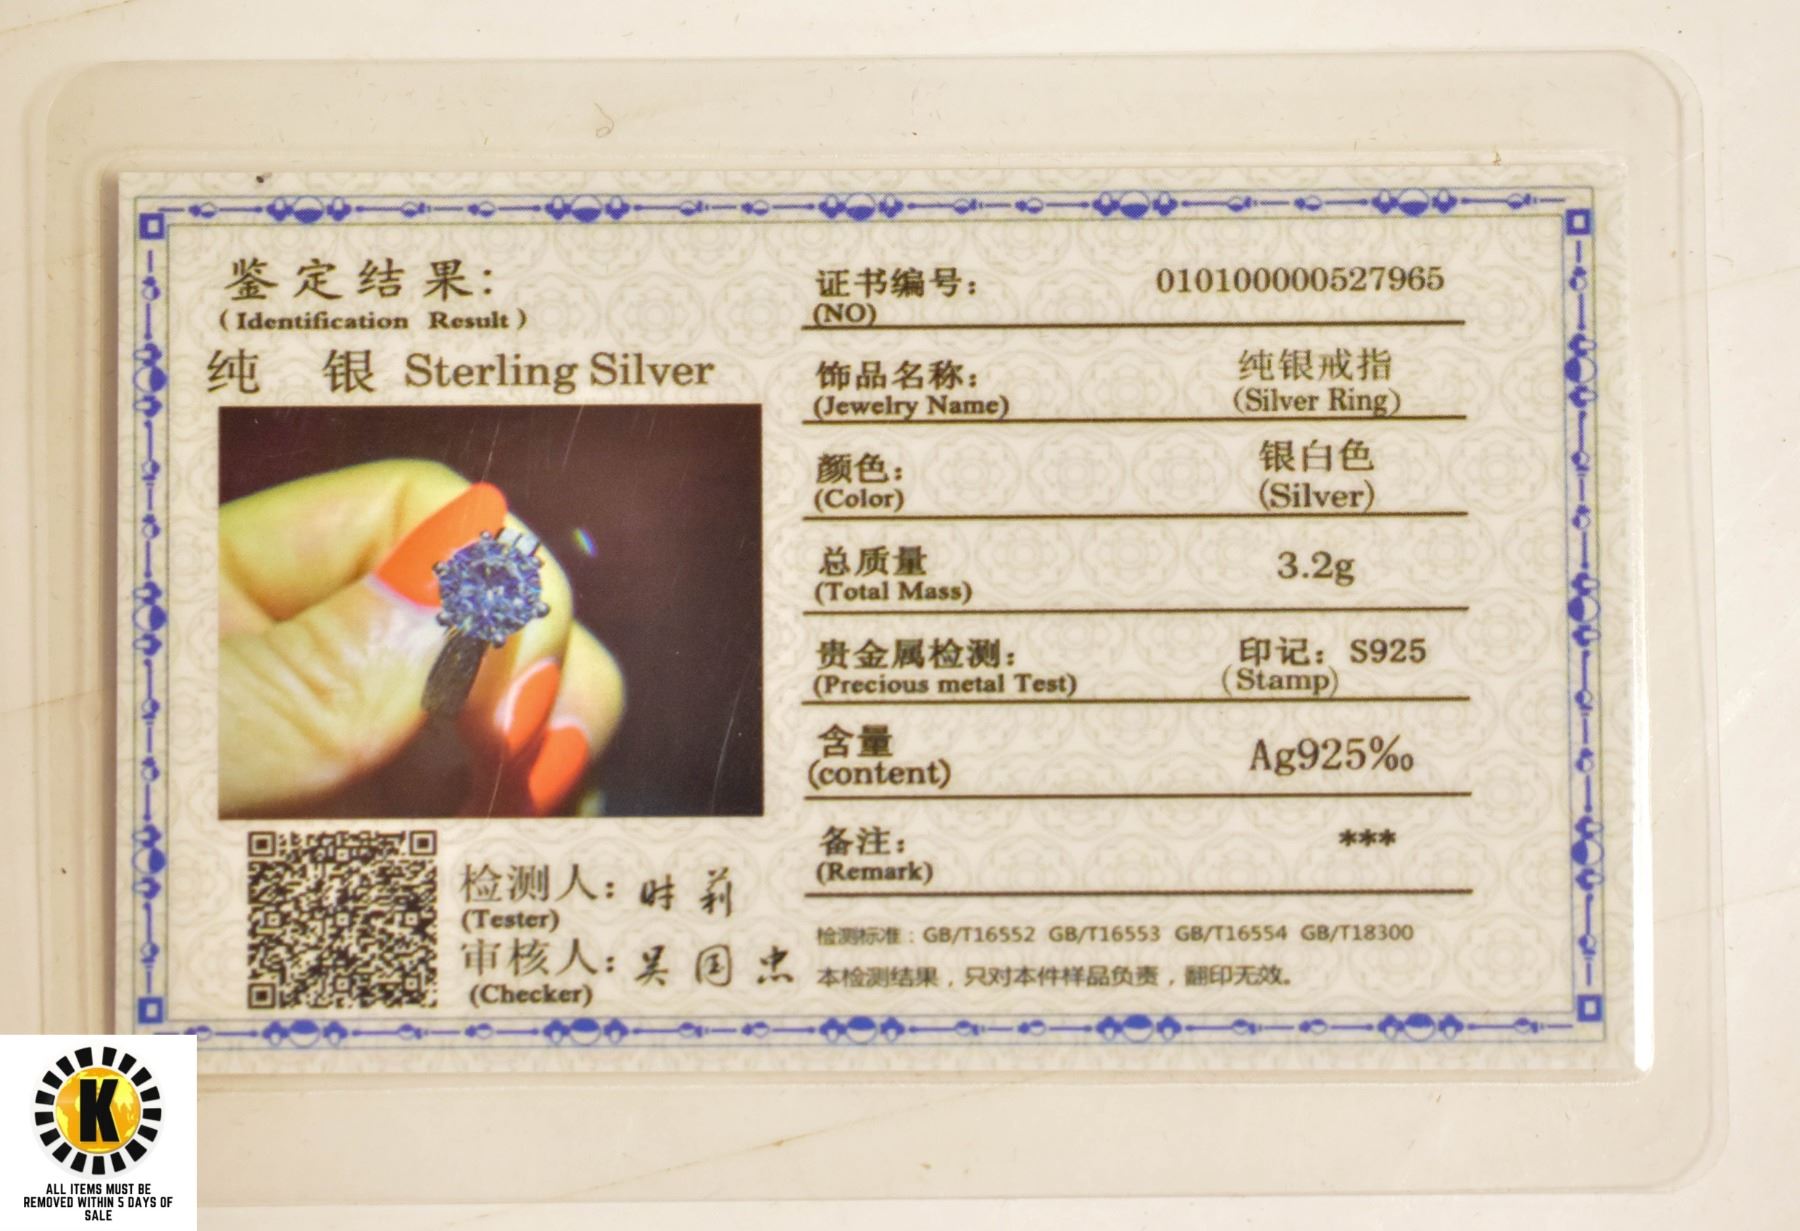 鉴定结果：
(Identification Result)
纯 银 Sterling Silver
检测人：时莉
(Tester)
审核人：吴国忠
(Checker)
证书编号： 010100000527965
(NO)
饰品名称： 纯银戒指
(Jewelry Name) (Silver Ring)
颜色： 银白色
(Color) (Silver)
总质量 3.2g
(Total Mass)
贵金属检测： 印记：S925
(Precious metal Test) (Stamp)
含量 Ag925‰
(content)
备注： ***
(Remark)
检测标准：GB/T16552 GB/T16553 GB/T16554 GB/T18300
本检测结果，只对本件样品负责，翻印无效。
K
ALL ITEMS MUST BE
REMOVED WITHIN 5 DAYS OF
SALE